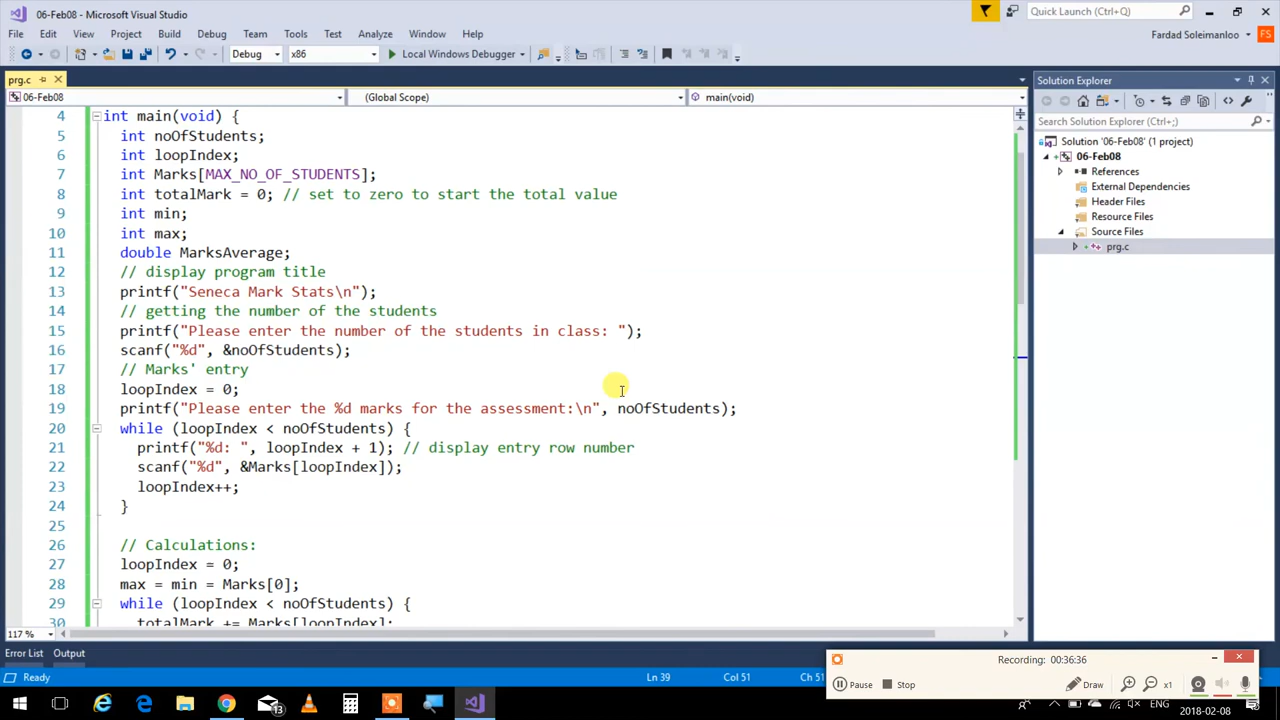 06-Feb08 - Microsoft Visual Studio
Quick Launch (Ctrl+Q)
File Edit View Project Build Debug Team Tools Test Analyze Window Help
Fardad Soleimanloo FS
Debug x86 Local Windows Debugger
prg.c
06-Feb08 (Global Scope) main(void)
4 int main(void) {
5 int noOfStudents;
6 int loopIndex;
7 int Marks[MAX_NO_OF_STUDENTS];
8 int totalMark = 0; // set to zero to start the total value
9 int min;
10 int max;
11 double MarksAverage;
12 // display program title
13 printf("Seneca Mark Stats\n");
14 // getting the number of the students
15 printf("Please enter the number of the students in class: ");
16 scanf("%d", &noOfStudents);
17 // Marks' entry
18 loopIndex = 0;
19 printf("Please enter the %d marks for the assessment:\n", noOfStudents);
20 while (loopIndex < noOfStudents) {
21 printf("%d: ", loopIndex + 1); // display entry row number
22 scanf("%d", &Marks[loopIndex]);
23 loopIndex++;
24 }
25
26 // Calculations:
27 loopIndex = 0;
28 max = min = Marks[0];
29 while (loopIndex < noOfStudents) {
30 totalMark += Marks[loopIndex];
117 %
Solution Explorer
Search Solution Explorer (Ctrl+;)
Solution '06-Feb08' (1 project)
06-Feb08
References
External Dependencies
Header Files
Resource Files
Source Files
prg.c
Error List Output
Ready Ln 39 Col 51 Ch 51
Recording: 00:36:36
Pause Stop Draw x1
13
2018-02-08